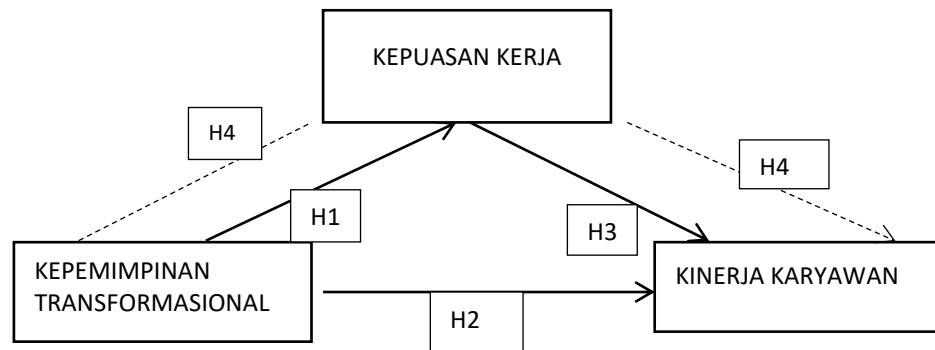 KEPUASAN KERJA
H4
H4
H1
H3
KEPEMIMPINAN
TRANSFORMASIONAL
KINERJA KARYAWAN
H2